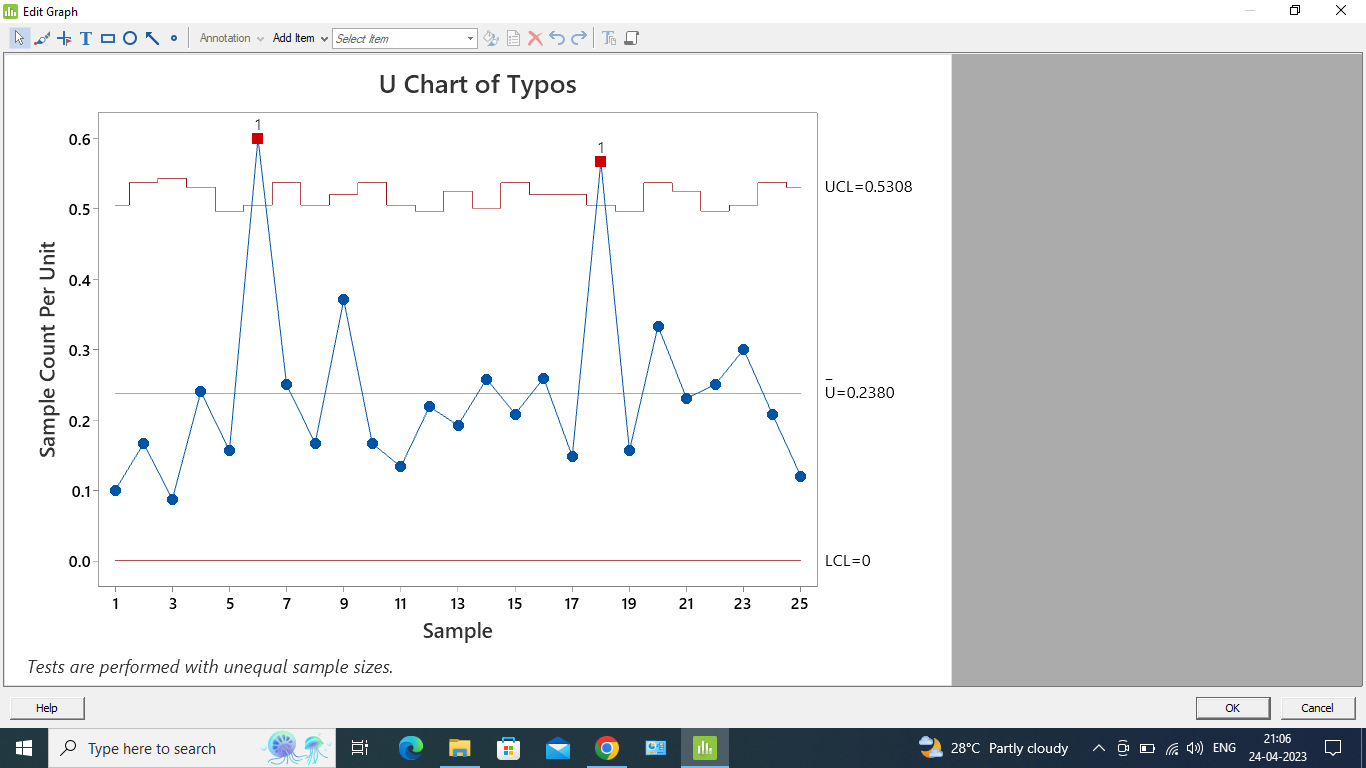 Edit Graph
Annotation Add Item Select Item
U Chart of Typos
Sample Count Per Unit
0.6
0.5
0.4
0.3
0.2
0.1
0.0
1
1
UCL=0.5308
U=0.2380
LCL=0
1 3 5 7 9 11 13 15 17 19 21 23 25
Sample
Tests are performed with unequal sample sizes.
Help OK Cancel
Type here to search
28°C Partly cloudy
ENG
21:06
24-04-2023